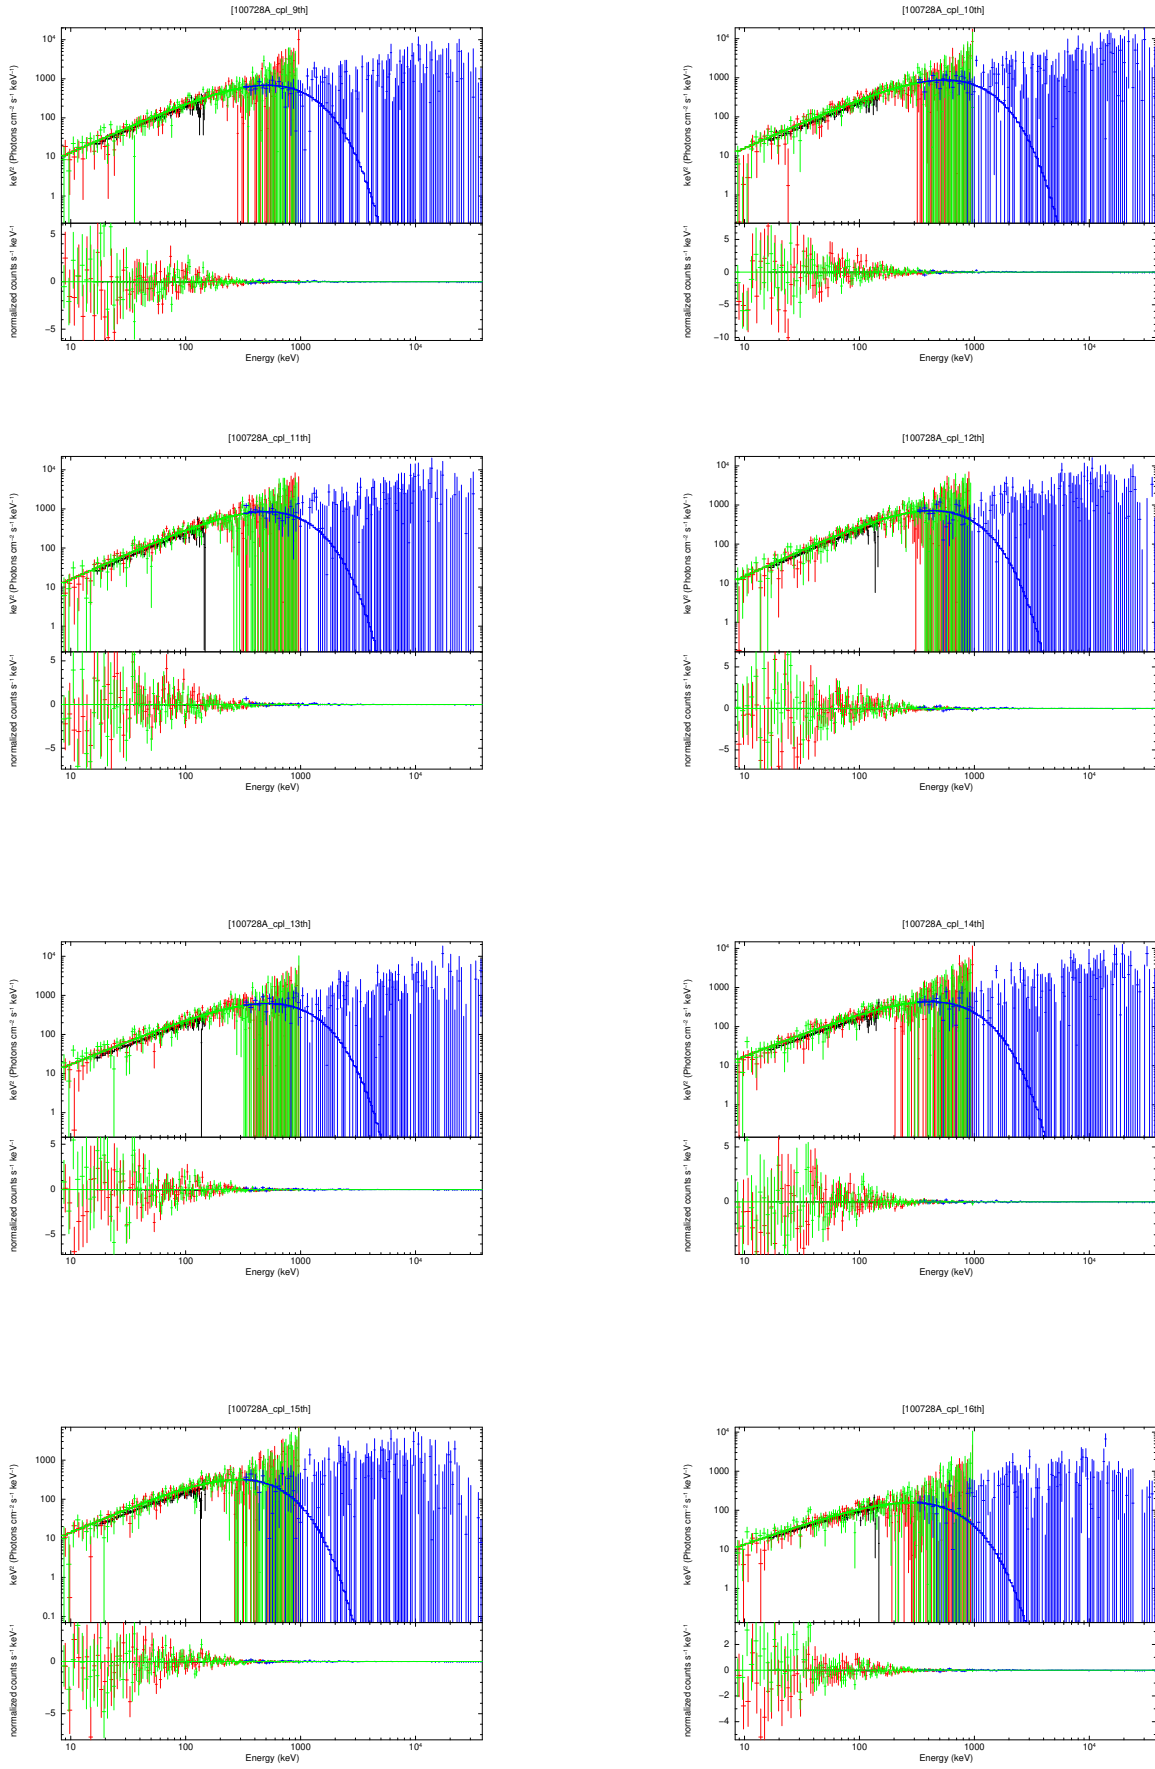 [100728A_cpl_9th]
keV² (Photons cm⁻² s⁻¹ keV⁻¹)
10⁴
1000
100
10
1
normalized counts s⁻¹ keV⁻¹
5
0
−5
10 100 1000 10⁴
Energy (keV)
[100728A_cpl_10th]
keV² (Photons cm⁻² s⁻¹ keV⁻¹)
10⁴
1000
100
10
1
normalized counts s⁻¹ keV⁻¹
5
0
−5
−10
10 100 1000 10⁴
Energy (keV)
[100728A_cpl_11th]
keV² (Photons cm⁻² s⁻¹ keV⁻¹)
10⁴
1000
100
10
1
normalized counts s⁻¹ keV⁻¹
5
0
−5
10 100 1000 10⁴
Energy (keV)
[100728A_cpl_12th]
keV² (Photons cm⁻² s⁻¹ keV⁻¹)
10⁴
1000
100
10
1
normalized counts s⁻¹ keV⁻¹
5
0
−5
10 100 1000 10⁴
Energy (keV)
[100728A_cpl_13th]
keV² (Photons cm⁻² s⁻¹ keV⁻¹)
10⁴
1000
100
10
1
normalized counts s⁻¹ keV⁻¹
5
0
−5
10 100 1000 10⁴
Energy (keV)
[100728A_cpl_14th]
keV² (Photons cm⁻² s⁻¹ keV⁻¹)
10⁴
1000
100
10
1
normalized counts s⁻¹ keV⁻¹
5
0
10 100 1000 10⁴
Energy (keV)
[100728A_cpl_15th]
keV² (Photons cm⁻² s⁻¹ keV⁻¹)
1000
100
10
1
0.1
normalized counts s⁻¹ keV⁻¹
0
−5
10 100 1000 10⁴
Energy (keV)
[100728A_cpl_16th]
keV² (Photons cm⁻² s⁻¹ keV⁻¹)
10⁴
1000
100
10
1
normalized counts s⁻¹ keV⁻¹
2
0
−2
−4
10 100 1000 10⁴
Energy (keV)